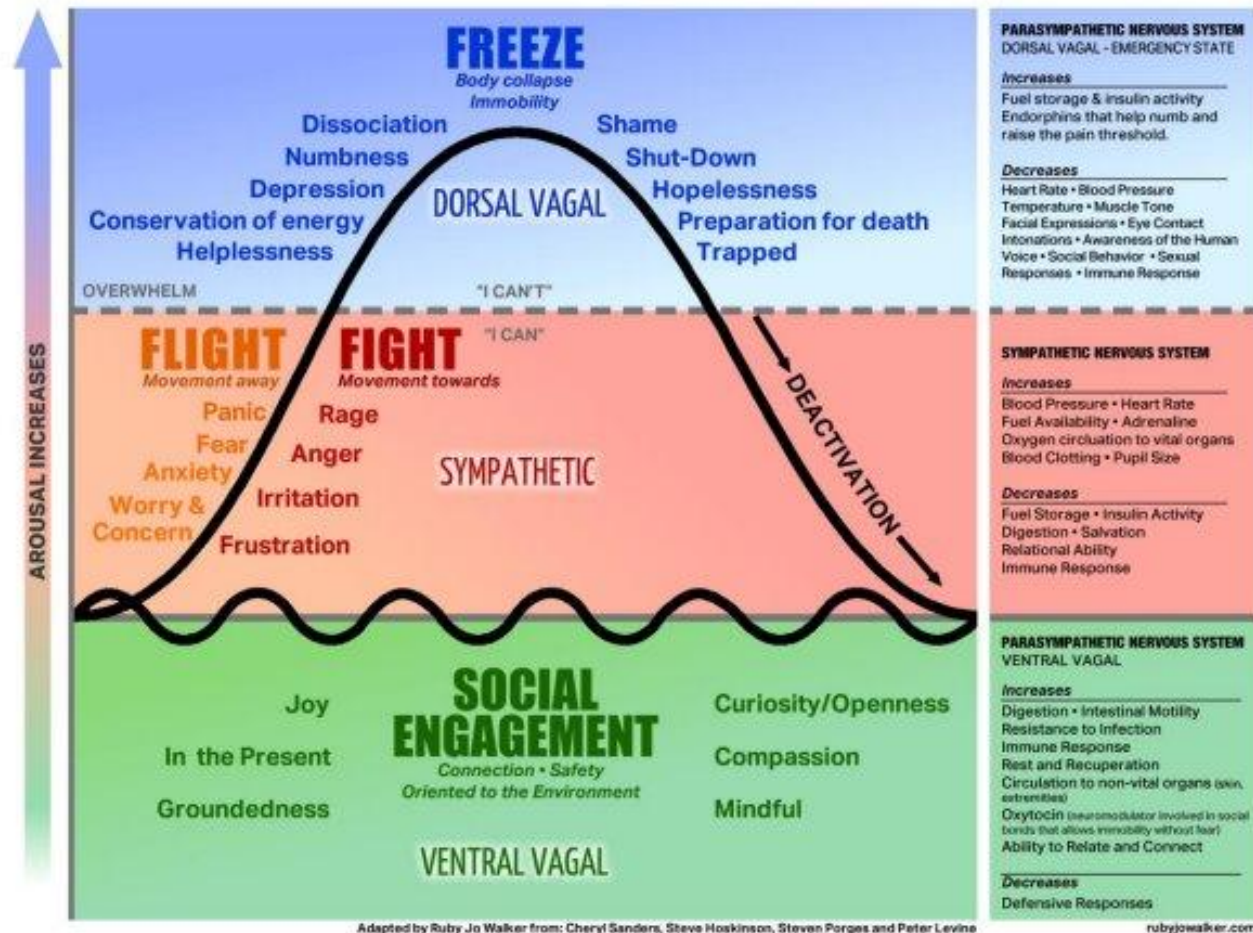 FREEZE
Body collapse
Immobility
Dissociation
Shame
Numbness
Shut-Down
Depression
Hopelessness
DORSAL VAGAL
Conservation of energy
Preparation for death
Helplessness
Trapped
OVERWHELM
"I CAN'T"
"I CAN"
FLIGHT
Movement away
FIGHT
Movement towards
Panic
Rage
Fear
Anger
Anxiety
Irritation
Worry &
Concern
Frustration
SYMPATHETIC
DEACTIVATION
AROUSAL INCREASES
SOCIAL
ENGAGEMENT
Connection • Safety
Oriented to the Environment
Joy
In the Present
Groundedness
Curiosity/Openness
Compassion
Mindful
VENTRAL VAGAL
PARASYMPATHETIC NERVOUS SYSTEM
DORSAL VAGAL - EMERGENCY STATE
Increases
Fuel storage & insulin activity
Endorphins that help numb and
raise the pain threshold.
Decreases
Heart Rate • Blood Pressure
Temperature • Muscle Tone
Facial Expressions • Eye Contact
Intonations • Awareness of the Human
Voice • Social Behavior • Sexual
Responses • Immune Response
SYMPATHETIC NERVOUS SYSTEM
Increases
Blood Pressure • Heart Rate
Fuel Availability • Adrenaline
Oxygen circluation to vital organs
Blood Clotting • Pupil Size
Decreases
Fuel Storage • Insulin Activity
Digestion • Salvation
Relational Ability
Immune Response
PARASYMPATHETIC NERVOUS SYSTEM
VENTRAL VAGAL
Increases
Digestion • Intestinal Motility
Resistance to Infection
Immune Response
Rest and Recuperation
Circulation to non-vital organs (skin,
extremities)
Oxytocin (neuromodulator involved in social
bonds that allows immobility without fear)
Ability to Relate and Connect
Decreases
Defensive Responses
Adapted by Ruby Jo Walker from: Cheryl Sanders, Steve Hoskinson, Steven Porges and Peter Levine
rubyjowalker.com